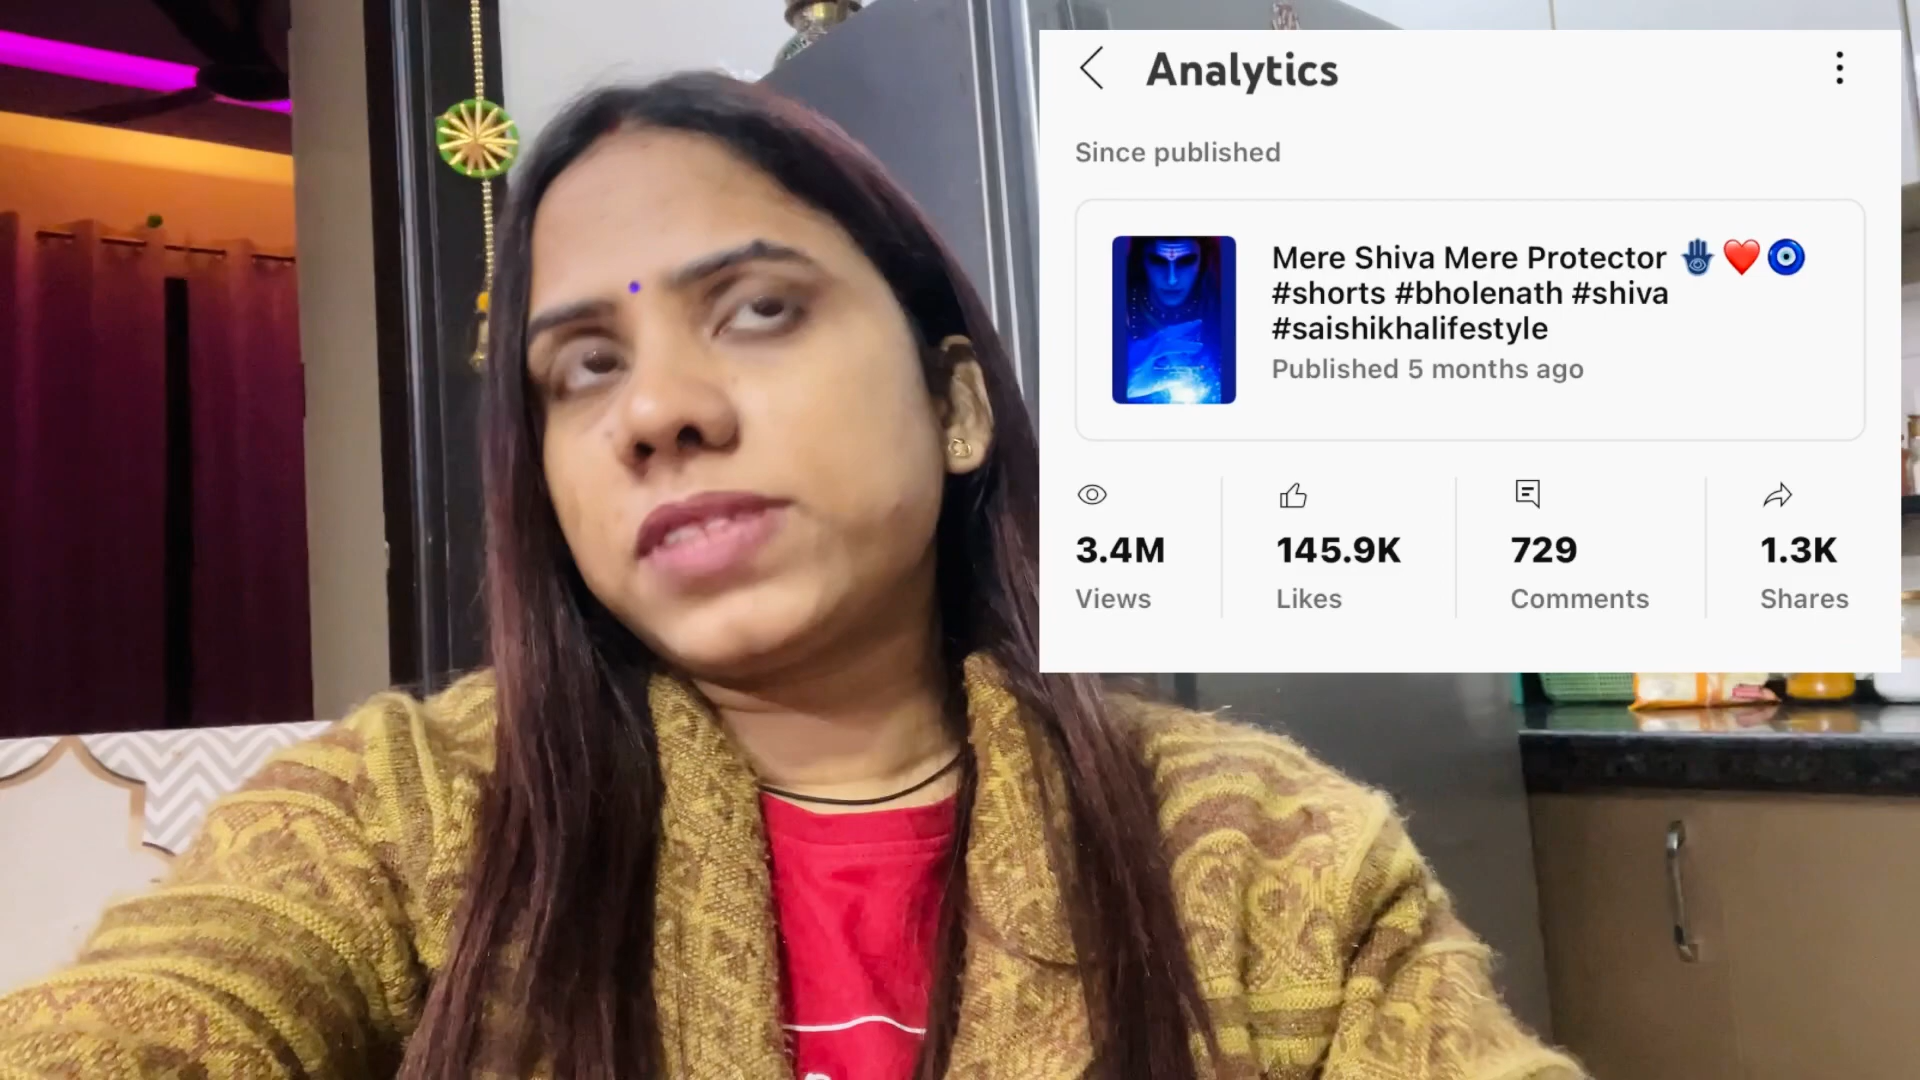 Analytics
Since published
Mere Shiva Mere Protector 🪬❤️🧿
#shorts #bholenath #shiva
#saishikhalifestyle
Published 5 months ago
3.4M 145.9K 729 1.3K
Views Likes Comments Shares